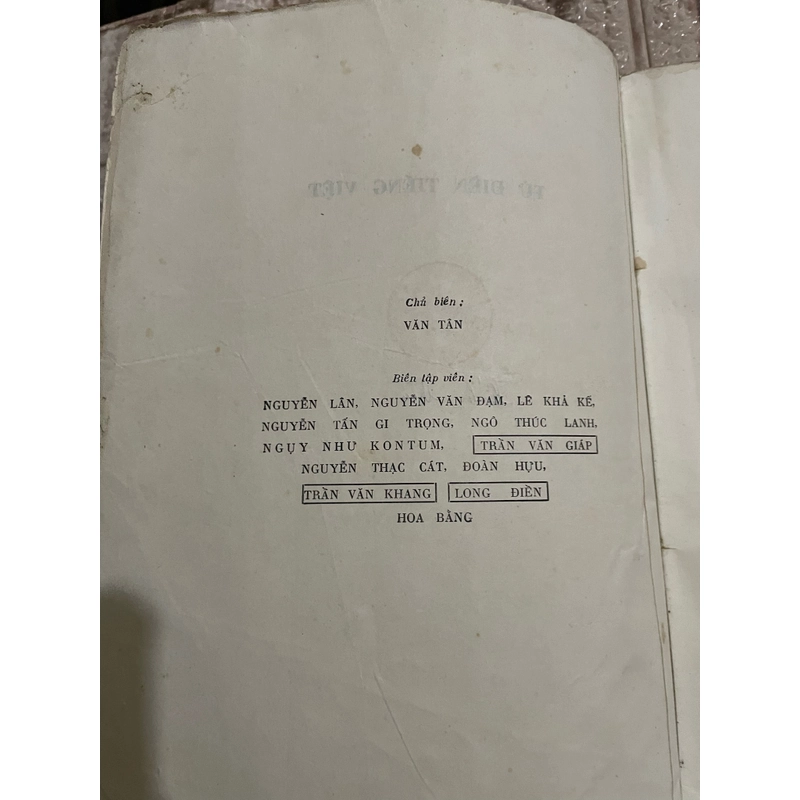 TỪ ĐIỂN TIẾNG VIỆT
Chủ biên :
VĂN TÂN
Biên tập viên :
NGUYỄN LÂN, NGUYỄN VĂN ĐẠM, LÊ KHẢ KẾ,
NGUYỄN TẤN GI TRỌNG, NGÔ THÚC LANH,
NGỤY NHƯ KONTUM, TRẦN VĂN GIÁP
NGUYỄN THẠC CÁT, ĐOÀN HỰU,
TRẦN VĂN KHANG LONG ĐIỀN
HOA BẰNG